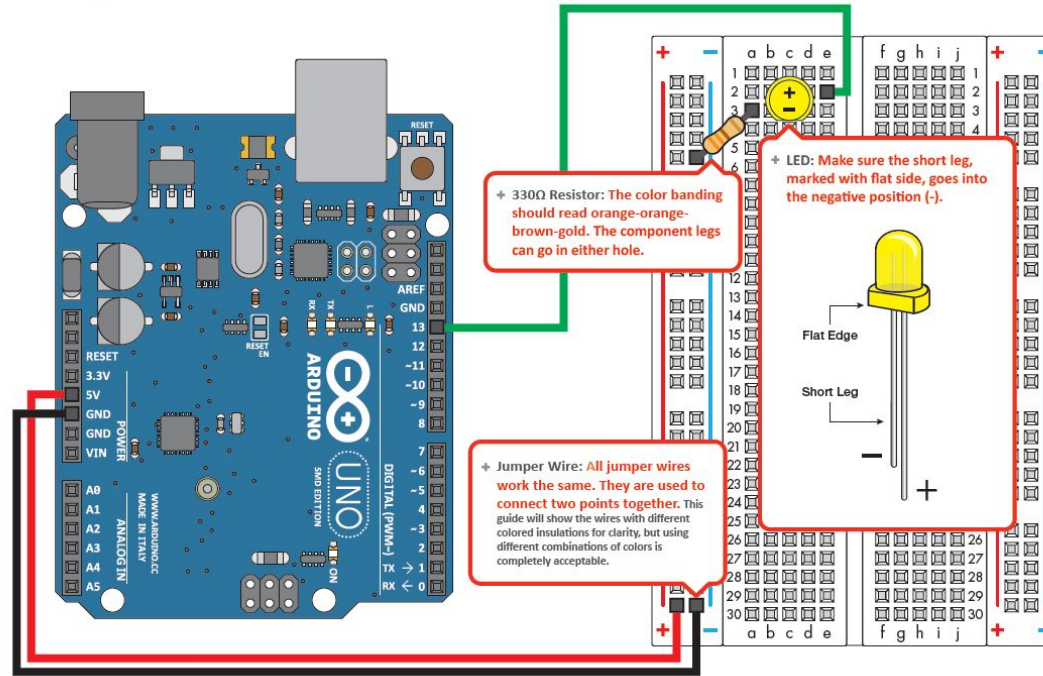 + -
a b c d e
f g h i j
+ -
1
2
3
4
5
6
12
13
14
15
16
17
18
19
20
21
22
23
24
25
26
27
28
29
30
1
2
3
4
26
27
28
29
30
a b c d e
f g h i j
+ -
+ -
+
-
+ 330Ω Resistor: The color banding
should read orange-orange-
brown-gold. The component legs
can go in either hole.
+ LED: Make sure the short leg,
marked with flat side, goes into
the negative position (-).
Flat Edge
Short Leg
-
+
+ Jumper Wire: All jumper wires
work the same. They are used to
connect two points together. This
guide will show the wires with different
colored insulations for clarity, but using
different combinations of colors is
completely acceptable.
RESET
AREF
GND
13
12
~11
~10
~9
8
7
~6
~5
4
~3
2
TX → 1
RX ← 0
DIGITAL (PWM~)
RX
TX
L
RESET
EN
ARDUINO
UNO
SMD EDITION
ON
RESET
3.3V
5V
GND
GND
VIN
POWER
A0
A1
A2
A3
A4
A5
ANALOG IN
WWW.ARDUINO.CC
MADE IN ITALY